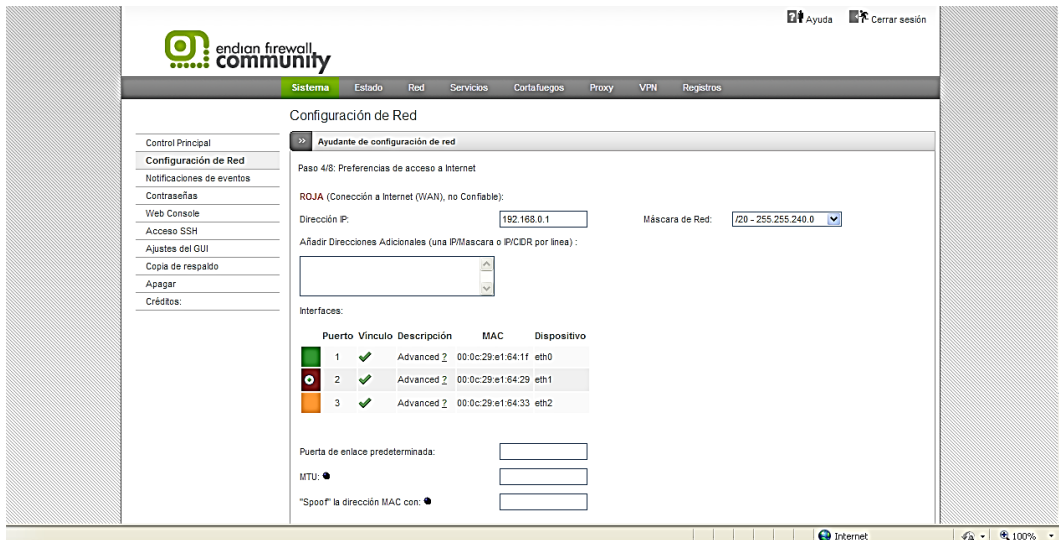 Ayuda Cerrar sesión
endian firewall
community
Sistema Estado Red Servicios Cortafuegos Proxy VPN Registros
Configuración de Red
Control Principal
Configuración de Red
Notificaciones de eventos
Contraseñas
Web Console
Acceso SSH
Ajustes del GUI
Copia de respaldo
Apagar
Créditos:
>> Ayudante de configuración de red
Paso 4/8: Preferencias de acceso a Internet
ROJA (Conección a Internet (WAN), no Confiable):
Dirección IP: 192.168.0.1 Máscara de Red: /20 - 255.255.240.0
Añadir Direcciones Adicionales (una IP/Mascara o IP/CIDR por linea) :
Interfaces:
Puerto Vinculo Descripción MAC Dispositivo
1 Advanced ? 00:0c:29:e1:64:1f eth0
2 Advanced ? 00:0c:29:e1:64:29 eth1
3 Advanced ? 00:0c:29:e1:64:33 eth2
Puerta de enlace predeterminada:
MTU:
"Spoof" la dirección MAC con:
Internet 100%